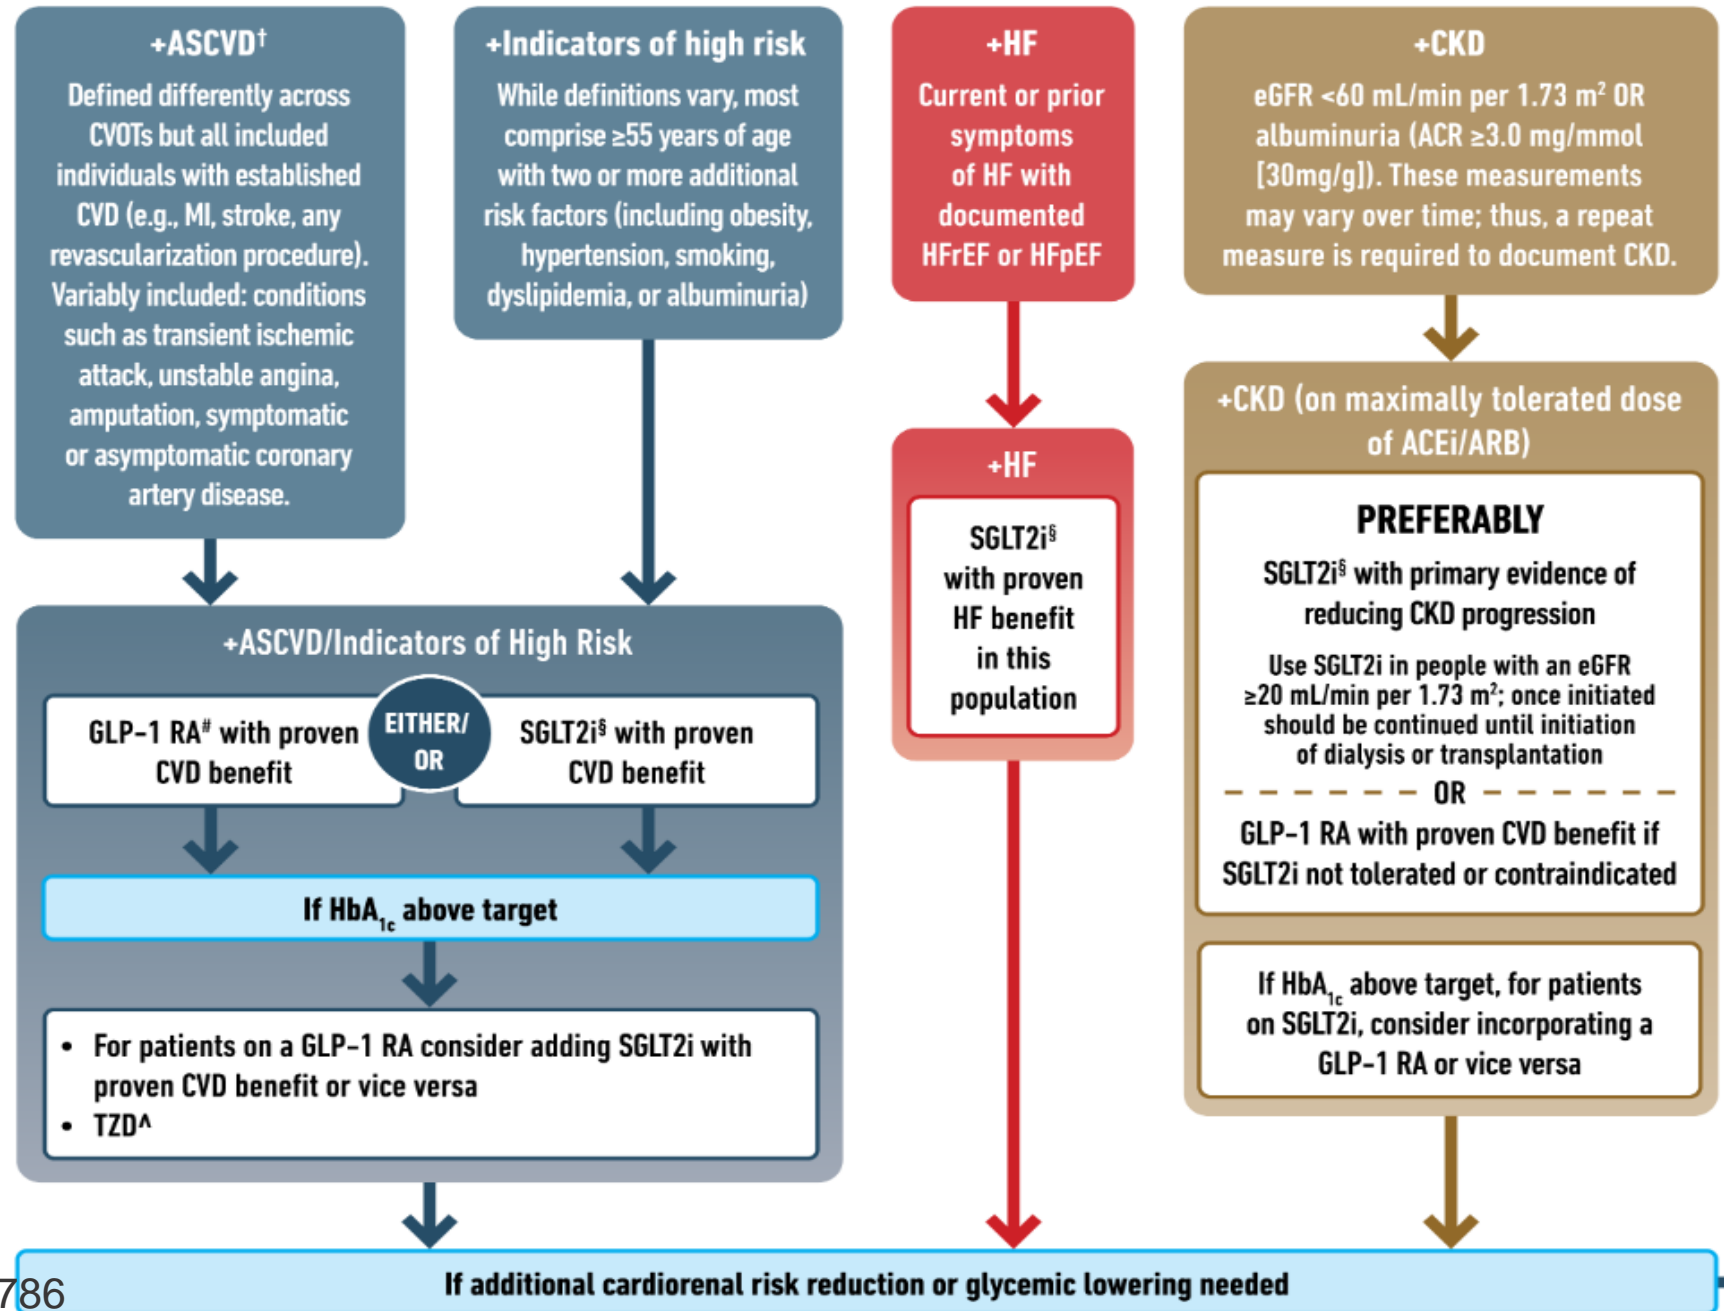 +ASCVD†
Defined differently across
CVOTs but all included
individuals with established
CVD (e.g., MI, stroke, any
revascularization procedure).
Variably included: conditions
such as transient ischemic
attack, unstable angina,
amputation, symptomatic
or asymptomatic coronary
artery disease.
+Indicators of high risk
While definitions vary, most
comprise ≥55 years of age
with two or more additional
risk factors (including obesity,
hypertension, smoking,
dyslipidemia, or albuminuria)
+ASCVD/Indicators of High Risk
GLP-1 RA# with proven
CVD benefit
EITHER/
OR
SGLT2i§ with proven
CVD benefit
If HbA1c above target
• For patients on a GLP-1 RA consider adding SGLT2i with
proven CVD benefit or vice versa
• TZD^
+HF
Current or prior
symptoms
of HF with
documented
HFrEF or HFpEF
+HF
SGLT2i§
with proven
HF benefit
in this
population
+CKD
eGFR <60 mL/min per 1.73 m² OR
albuminuria (ACR ≥3.0 mg/mmol
[30mg/g]). These measurements
may vary over time; thus, a repeat
measure is required to document CKD.
+CKD (on maximally tolerated dose
of ACEi/ARB)
PREFERABLY
SGLT2i§ with primary evidence of
reducing CKD progression
Use SGLT2i in people with an eGFR
≥20 mL/min per 1.73 m²; once initiated
should be continued until initiation
of dialysis or transplantation
OR
GLP-1 RA with proven CVD benefit if
SGLT2i not tolerated or contraindicated
If HbA1c above target, for patients
on SGLT2i, consider incorporating a
GLP-1 RA or vice versa
If additional cardiorenal risk reduction or glycemic lowering needed
786